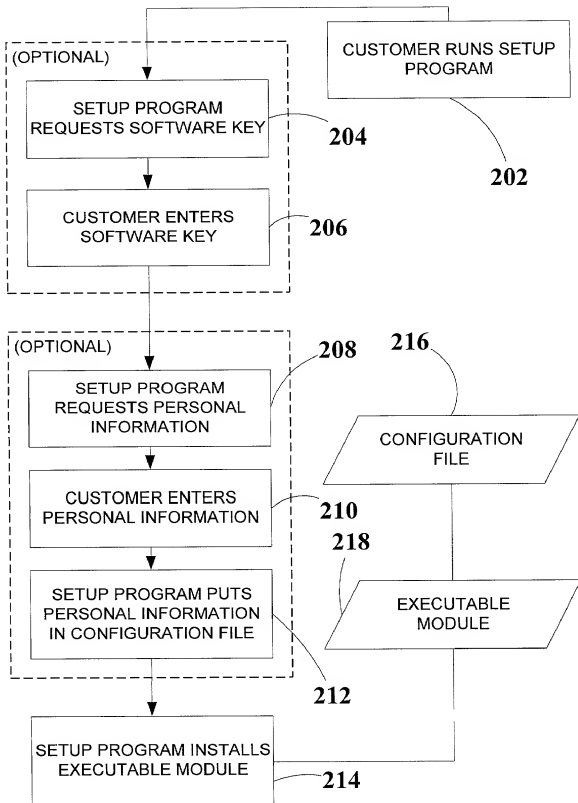 CUSTOMER RUNS SETUP
PROGRAM
202
(OPTIONAL)
SETUP PROGRAM
REQUESTS SOFTWARE KEY
204
CUSTOMER ENTERS
SOFTWARE KEY
206
(OPTIONAL)
SETUP PROGRAM
REQUESTS PERSONAL
INFORMATION
208
CUSTOMER ENTERS
PERSONAL INFORMATION
210
SETUP PROGRAM PUTS
PERSONAL INFORMATION
IN CONFIGURATION FILE
212
SETUP PROGRAM INSTALLS
EXECUTABLE MODULE
214
216
CONFIGURATION
FILE
218
EXECUTABLE
MODULE